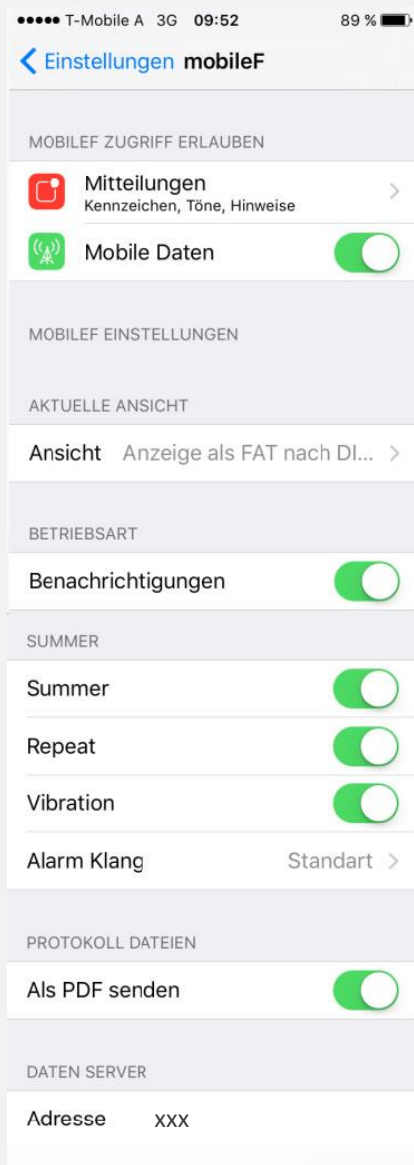 T-Mobile A 3G 09:52 89 %
Einstellungen mobileF
MOBILEF ZUGRIFF ERLAUBEN
Mitteilungen
Kennzeichen, Töne, Hinweise
Mobile Daten
MOBILEF EINSTELLUNGEN
AKTUELLE ANSICHT
Ansicht Anzeige als FAT nach DI...
BETRIEBSART
Benachrichtigungen
SUMMER
Summer
Repeat
Vibration
Alarm Klang Standart
PROTOKOLL DATEIEN
Als PDF senden
DATEN SERVER
Adresse xxx